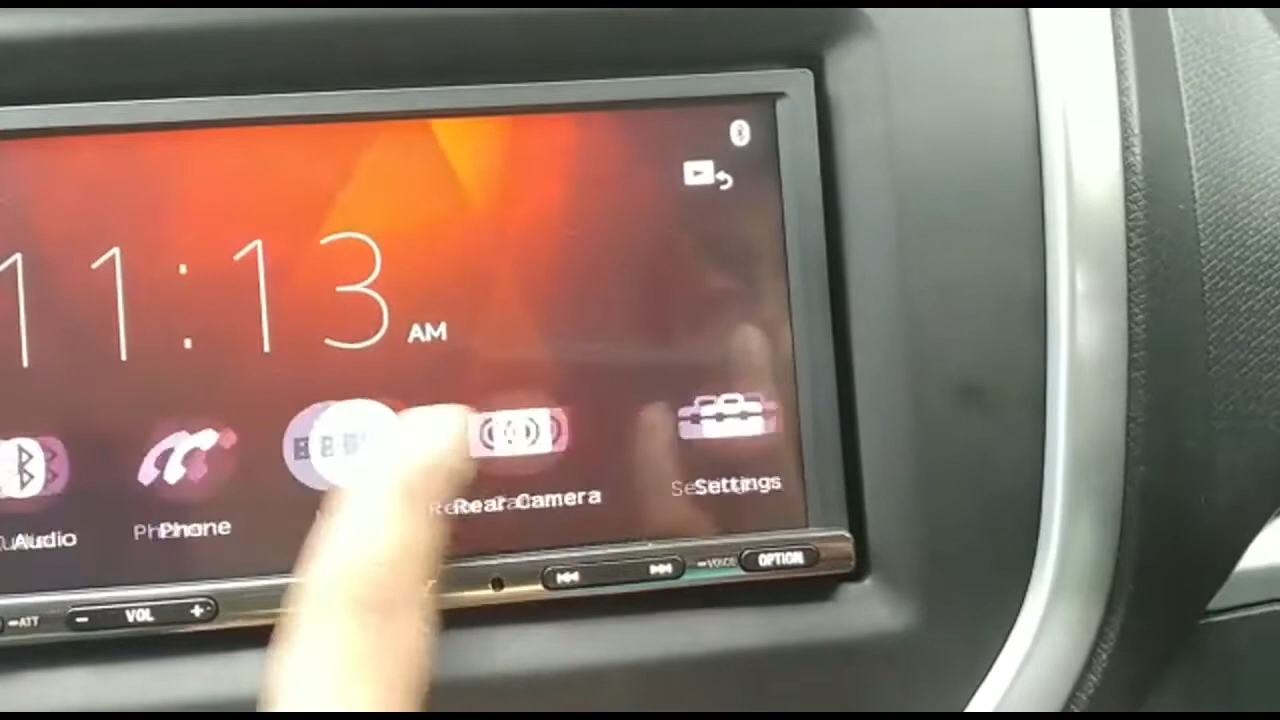 11:13 AM
Audio
Phone
Rear Camera
Settings
ATT
– VOL +
VOICE
OPTION